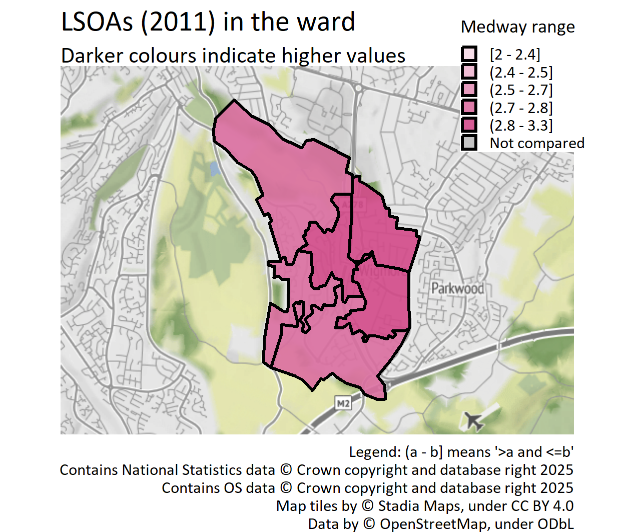 LSOAs (2011) in the ward
Darker colours indicate higher values
Medway range
[2 - 2.4]
(2.4 - 2.5]
(2.5 - 2.7]
(2.7 - 2.8]
(2.8 - 3.3]
Not compared
Parkwood
M2
Legend: (a - b] means '>a and <=b'
Contains National Statistics data © Crown copyright and database right 2025
Contains OS data © Crown copyright and database right 2025
Map tiles by © Stadia Maps, under CC BY 4.0
Data by © OpenStreetMap, under ODbL